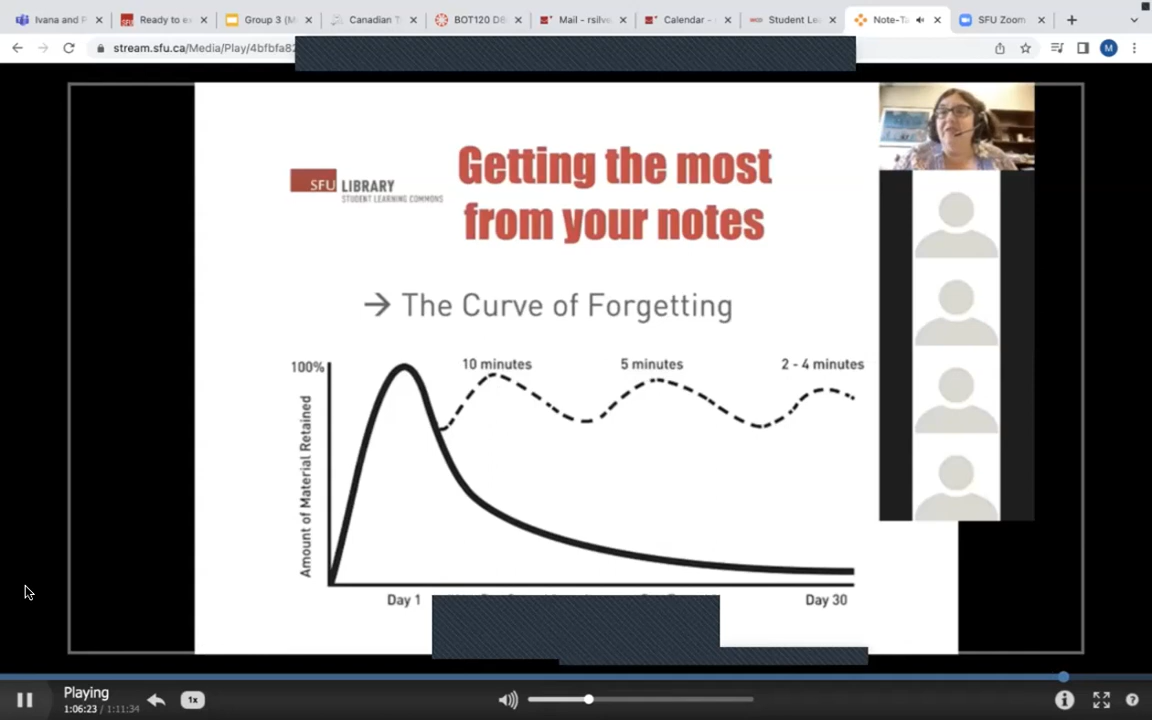 Ivana and
Ready to e
Group 3 (M
Canadian T
BOT120 D
Mail - rsilve
Calendar -
Student Le
Note-Ta
SFU Zoom
stream.sfu.ca/Media/Play/4bfbfa82
M
SFU LIBRARY
STUDENT LEARNING COMMONS
Getting the most
from your notes
→ The Curve of Forgetting
100%
10 minutes
5 minutes
2 - 4 minutes
Amount of Material Retained
Day 1
Day 30
Playing
1:06:23 / 1:11:34
1x